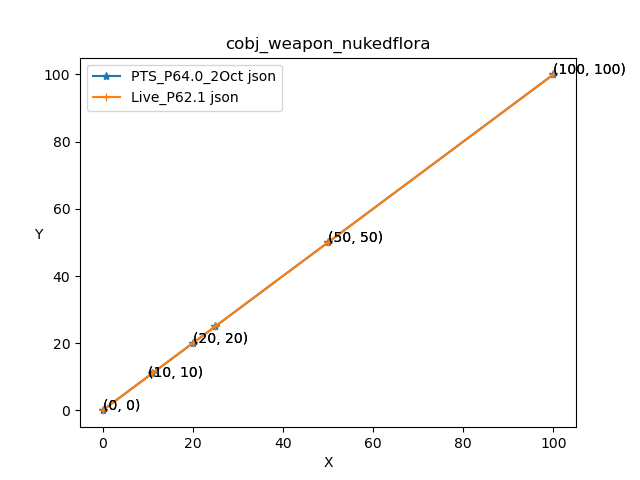 cobj_weapon_nukedflora
PTS_P64.0_2Oct json
Live_P62.1 json
100
80
60
40
20
0
Y
(100, 100)
(50, 50)
(20, 20)
(10, 10)
(0, 0)
0 20 40 60 80 100
X